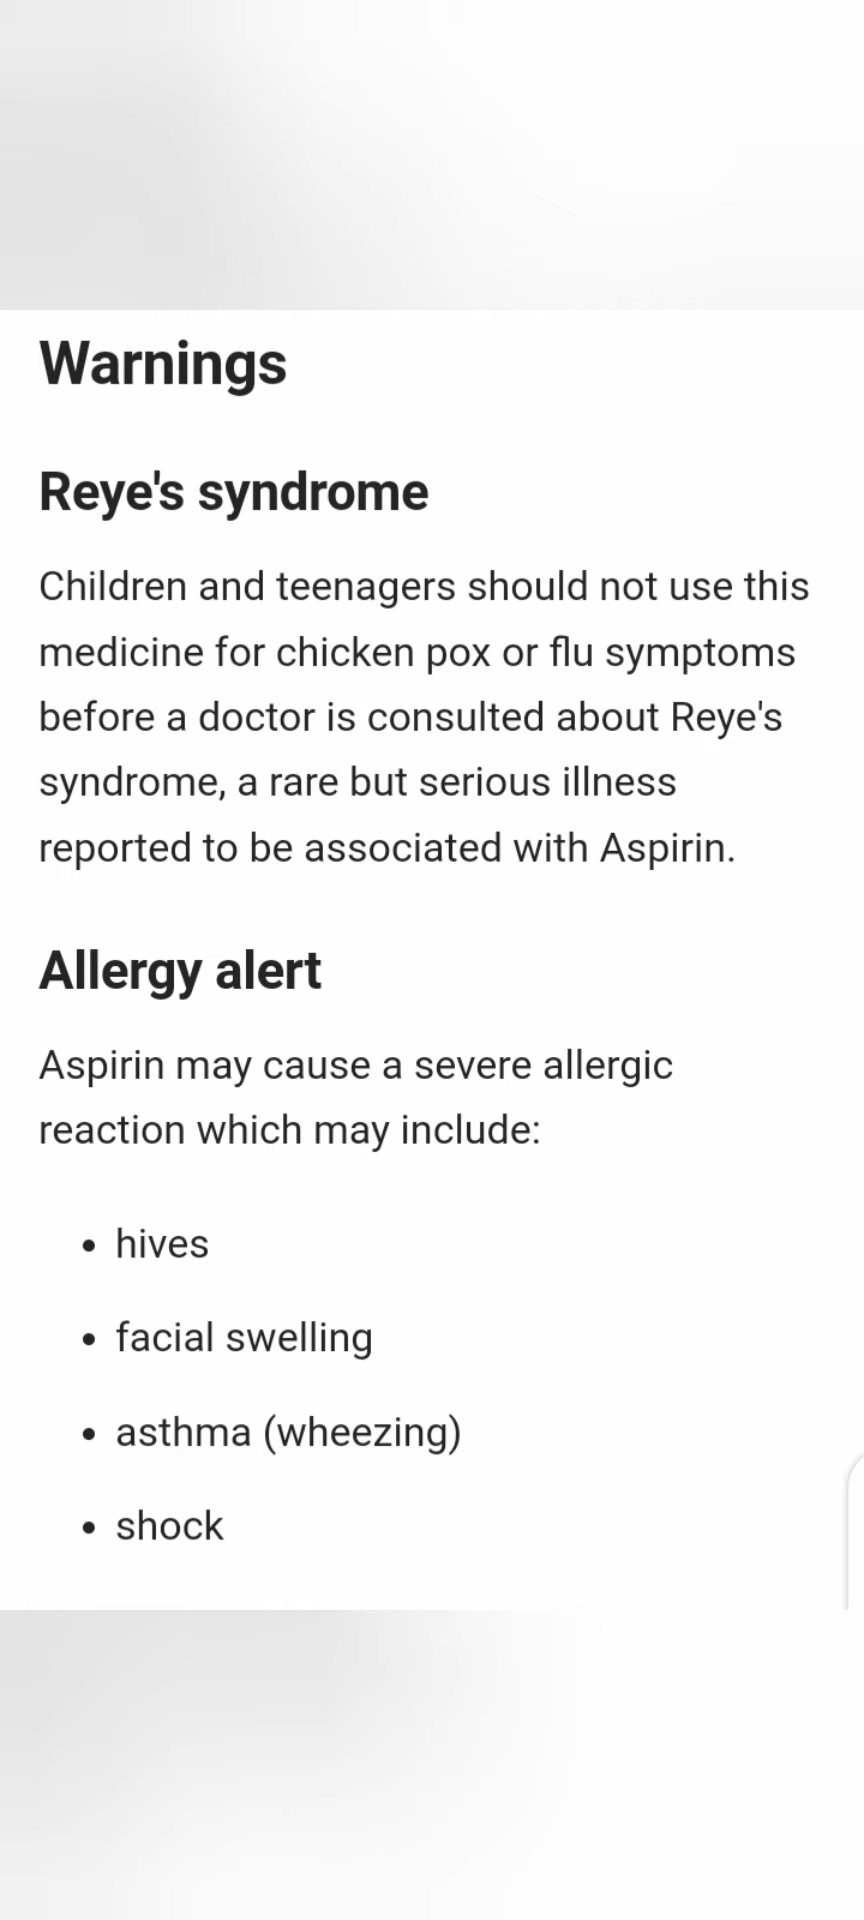 Warnings
Reye's syndrome
Children and teenagers should not use this
medicine for chicken pox or flu symptoms
before a doctor is consulted about Reye's
syndrome, a rare but serious illness
reported to be associated with Aspirin.
Allergy alert
Aspirin may cause a severe allergic
reaction which may include:
• hives
• facial swelling
• asthma (wheezing)
• shock